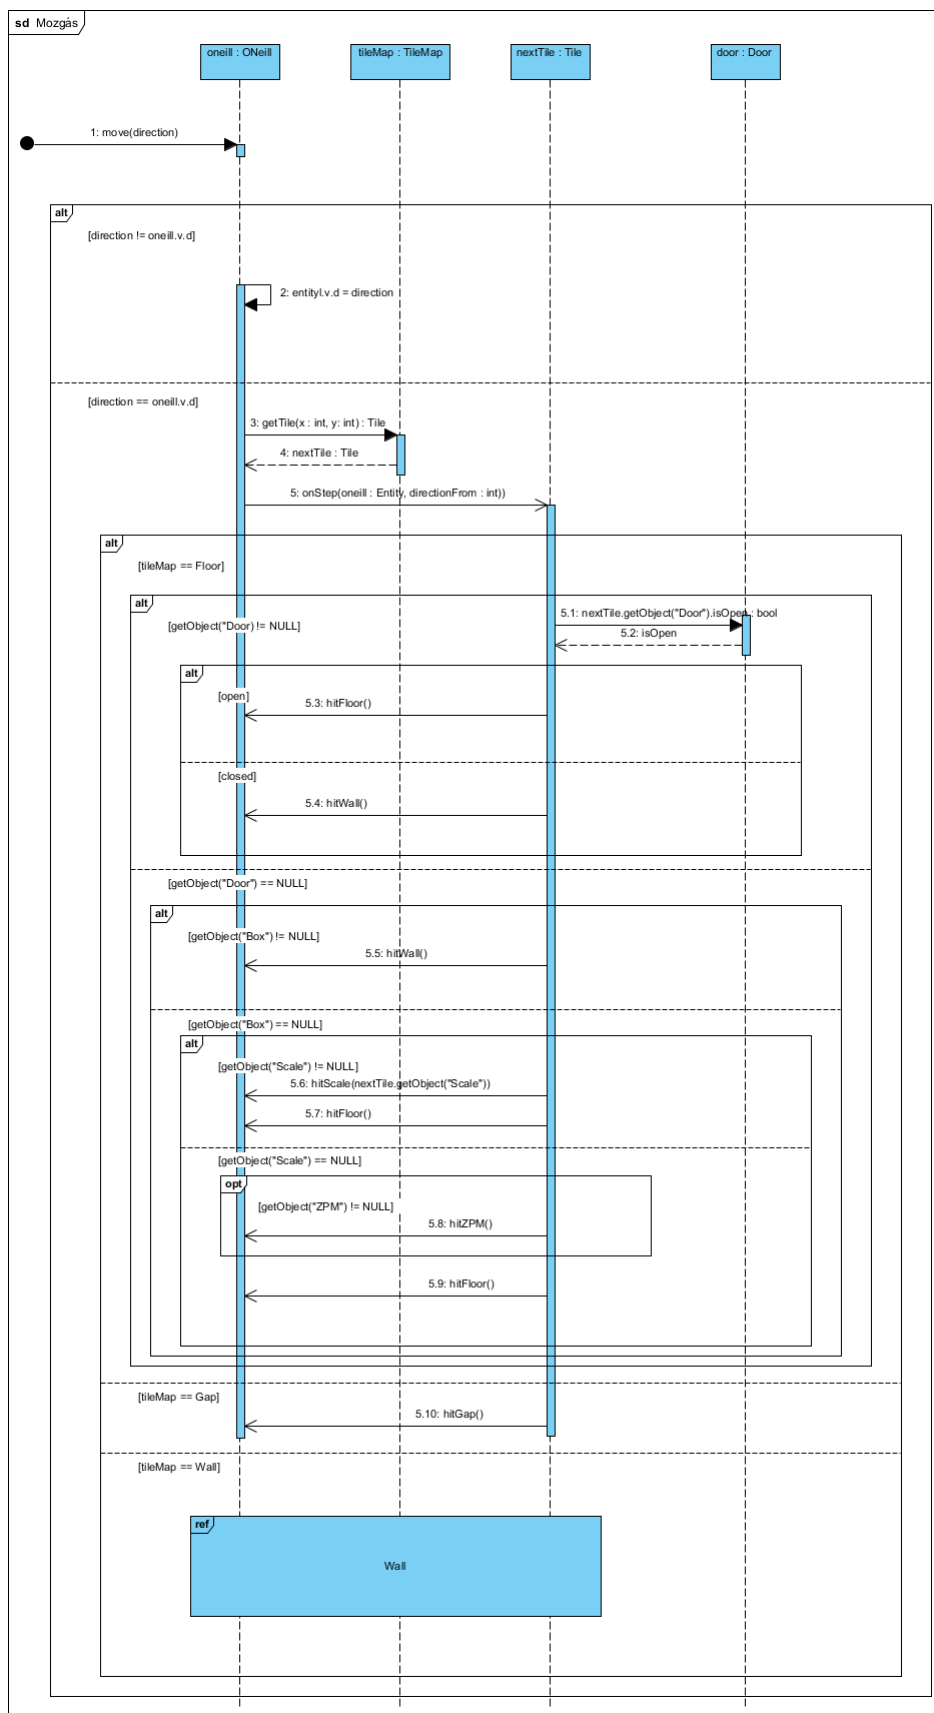 sd Mozgás
oneill : ONeill
tileMap : TileMap
nextTile : Tile
door : Door
1: move(direction)
alt
[direction != oneill.v.d]
2: entityl.v.d = direction
[direction == oneill.v.d]
3: getTile(x : int, y: int) : Tile
4: nextTile : Tile
5: onStep(oneill : Entity, directionFrom : int))
alt
[tileMap == Floor]
alt
5.1: nextTile.getObject("Door").isOpen : bool
[getObject("Door) != NULL]
5.2: isOpen
alt
[open]
5.3: hitFloor()
[closed]
5.4: hitWall()
[getObject("Door") == NULL]
alt
[getObject("Box") != NULL]
5.5: hitWall()
[getObject("Box") == NULL]
alt
[getObject("Scale") != NULL]
5.6: hitScale(nextTile.getObject("Scale"))
5.7: hitFloor()
[getObject("Scale") == NULL]
opt
[getObject("ZPM") != NULL]
5.8: hitZPM()
5.9: hitFloor()
[tileMap == Gap]
5.10: hitGap()
[tileMap == Wall]
ref
Wall